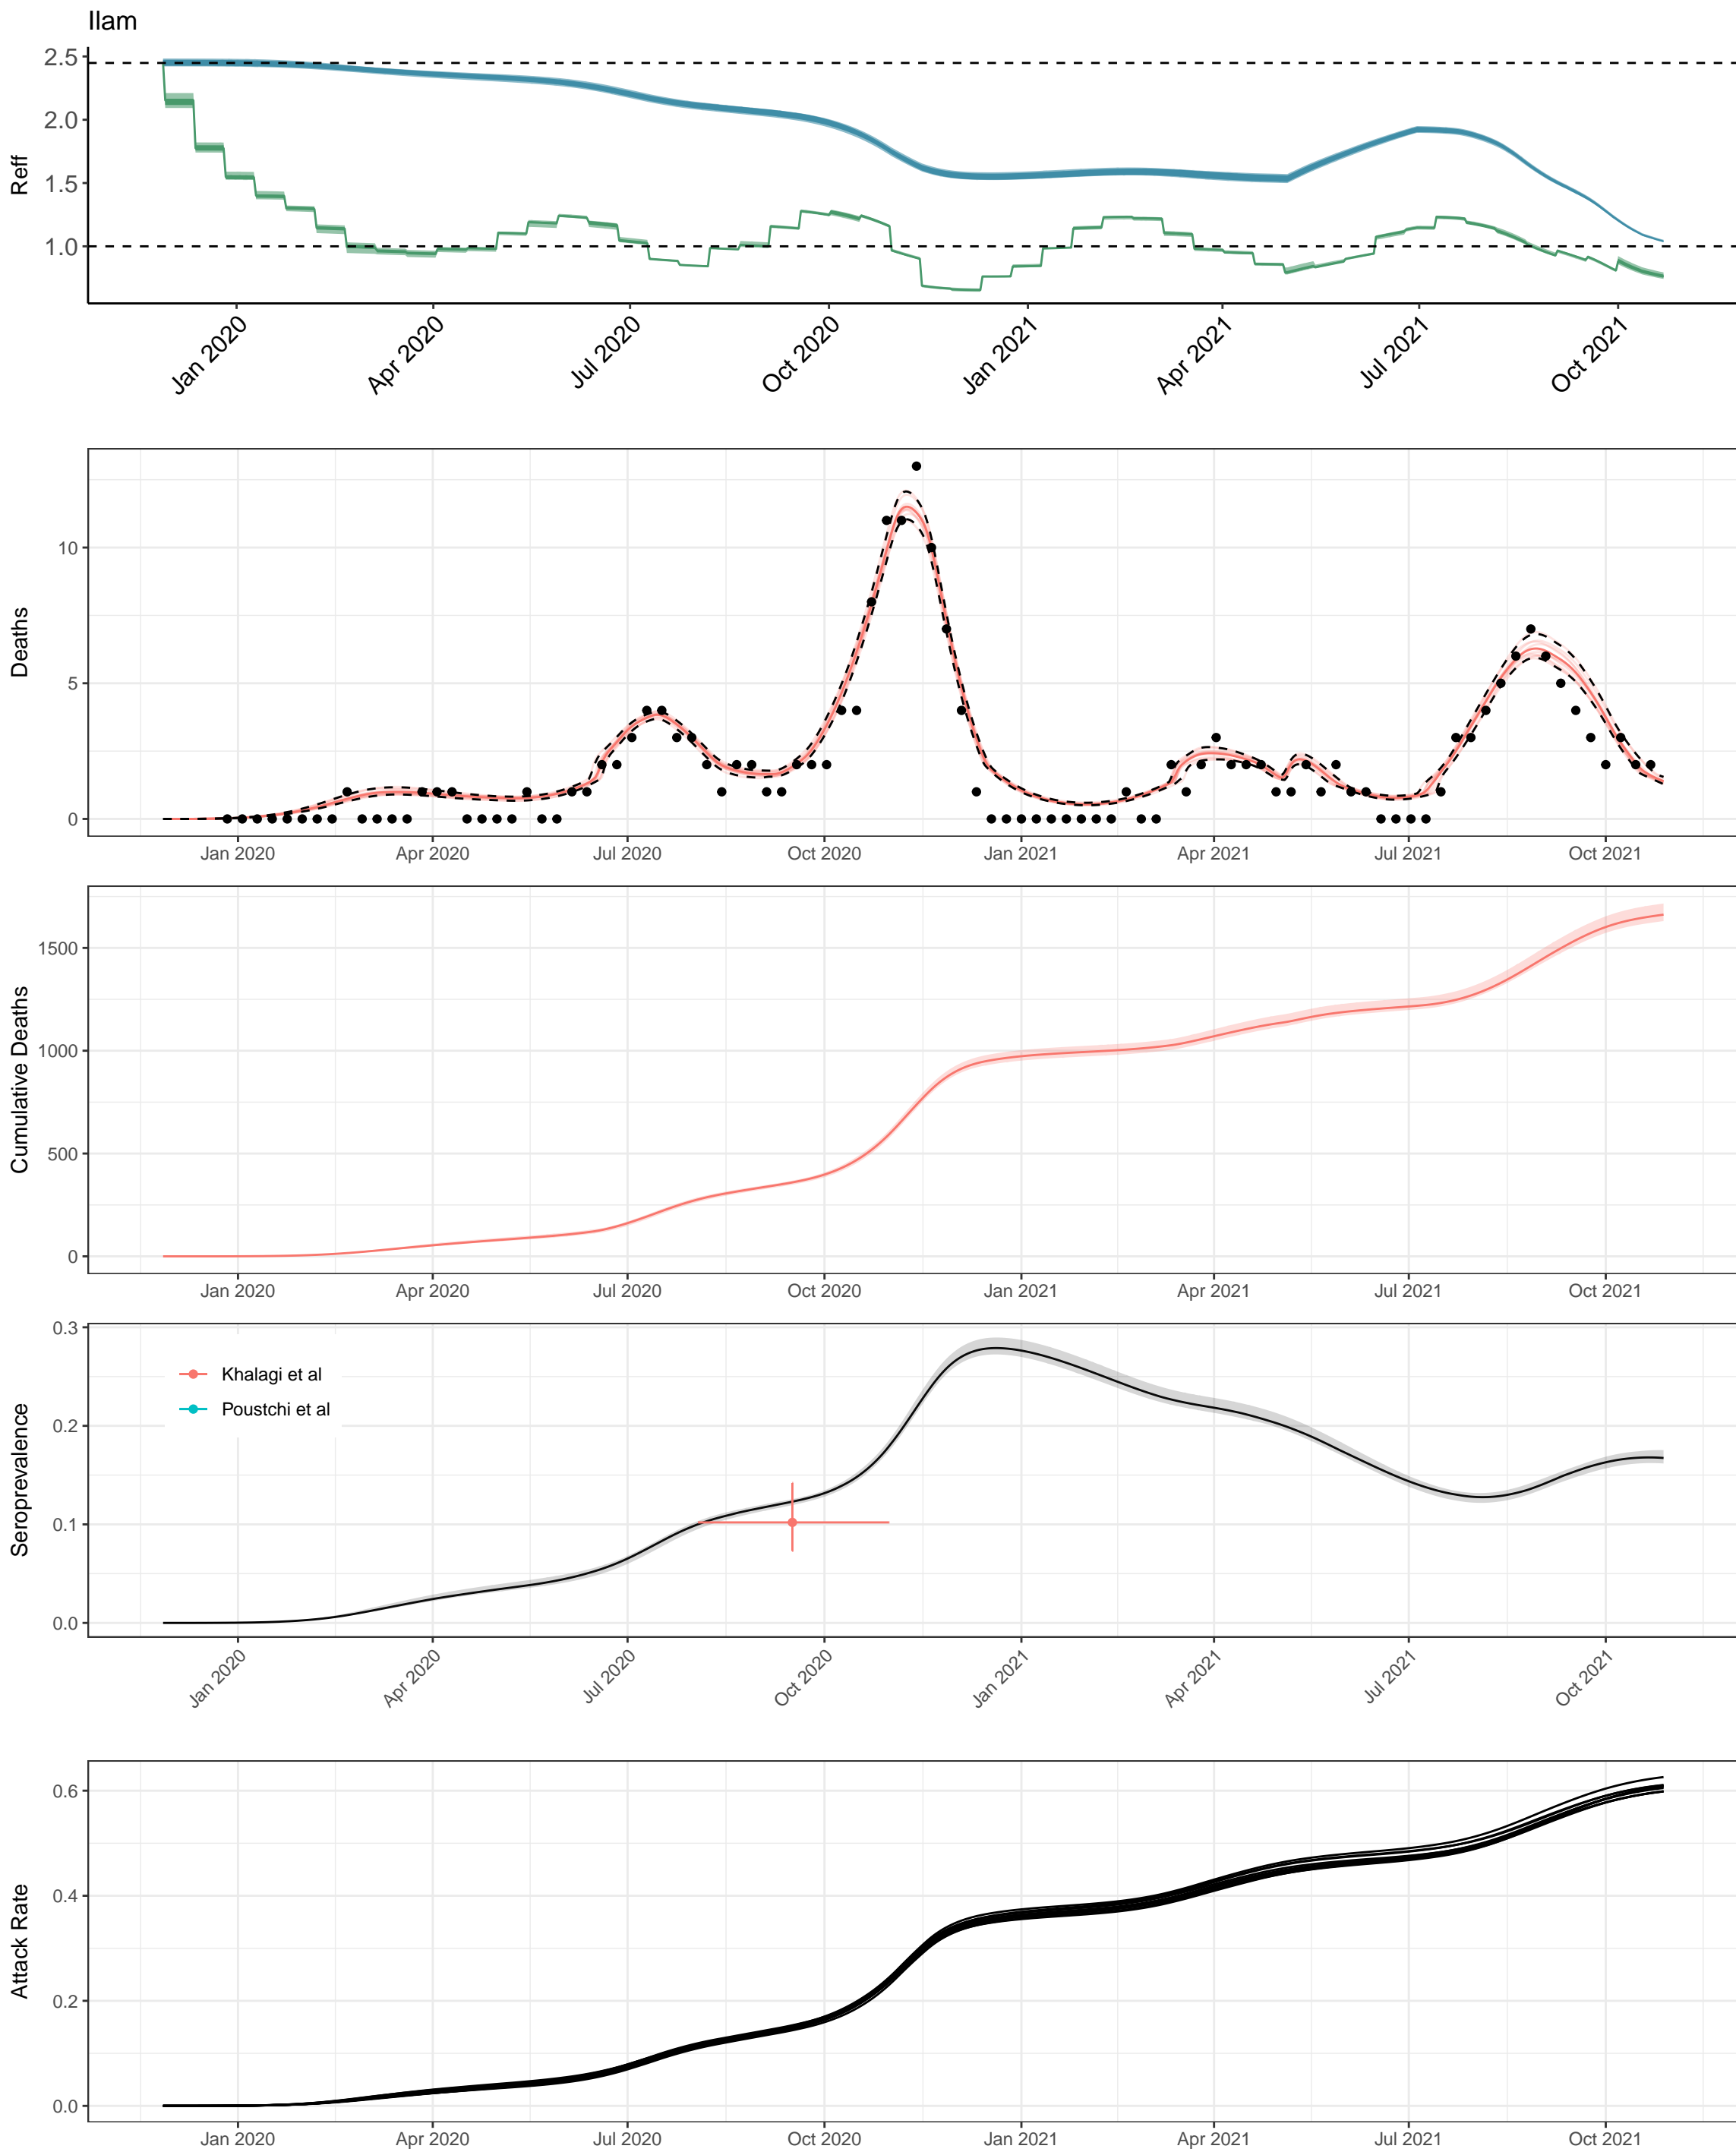 Ilam
Reff
2.5
2.0
1.5
1.0
Jan 2020
Apr 2020
Jul 2020
Oct 2020
Jan 2021
Apr 2021
Jul 2021
Oct 2021
Deaths
10
5
0
Jan 2020
Apr 2020
Jul 2020
Oct 2020
Jan 2021
Apr 2021
Jul 2021
Oct 2021
Cumulative Deaths
1500
1000
500
0
Jan 2020
Apr 2020
Jul 2020
Oct 2020
Jan 2021
Apr 2021
Jul 2021
Oct 2021
Seroprevalence
0.3
0.2
0.1
0.0
Khalagi et al
Poustchi et al
Jan 2020
Apr 2020
Jul 2020
Oct 2020
Jan 2021
Apr 2021
Jul 2021
Oct 2021
Attack Rate
0.6
0.4
0.2
0.0
Jan 2020
Apr 2020
Jul 2020
Oct 2020
Jan 2021
Apr 2021
Jul 2021
Oct 2021